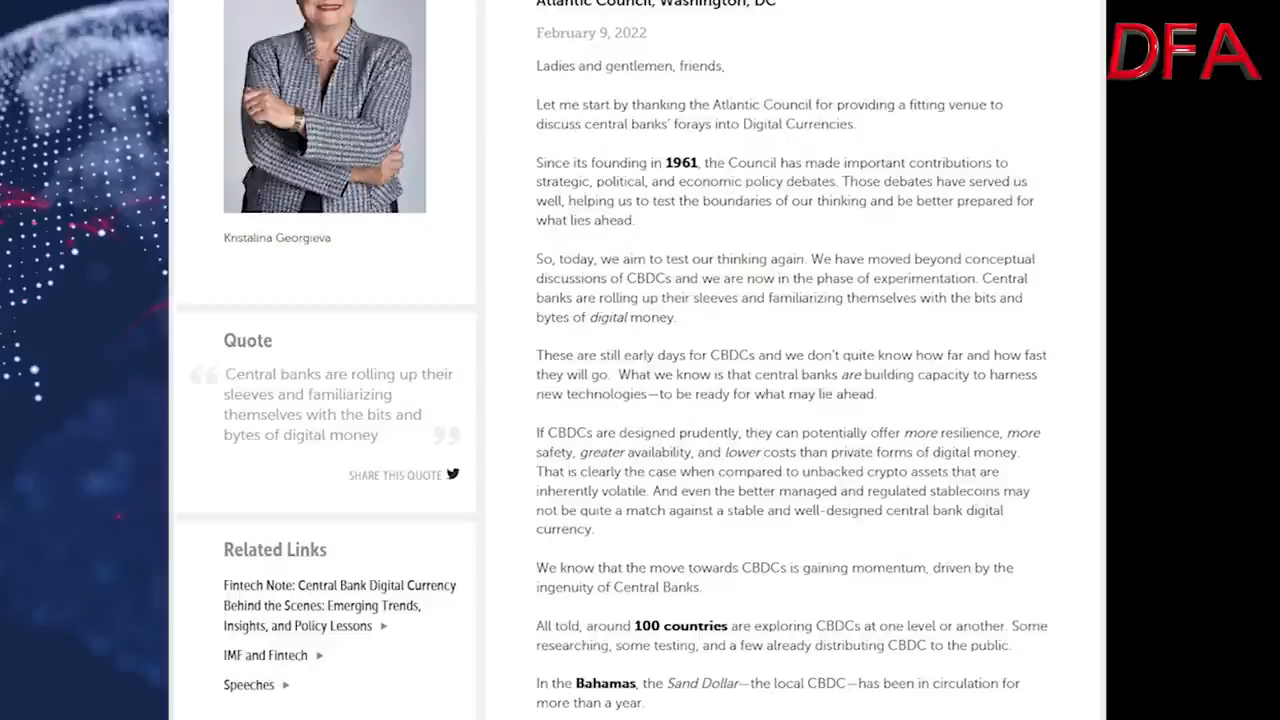 DFA
Kristalina Georgieva
Quote
Central banks are rolling up their
sleeves and familiarizing
themselves with the bits and
bytes of digital money
SHARE THIS QUOTE
Related Links
Fintech Note: Central Bank Digital Currency
Behind the Scenes: Emerging Trends,
Insights, and Policy Lessons
IMF and Fintech
Speeches
Atlantic Council, Washington, DC
February 9, 2022
Ladies and gentlemen, friends,
Let me start by thanking the Atlantic Council for providing a fitting venue to
discuss central banks’ forays into Digital Currencies.
Since its founding in 1961, the Council has made important contributions to
strategic, political, and economic policy debates. Those debates have served us
well, helping us to test the boundaries of our thinking and be better prepared for
what lies ahead.
So, today, we aim to test our thinking again. We have moved beyond conceptual
discussions of CBDCs and we are now in the phase of experimentation. Central
banks are rolling up their sleeves and familiarizing themselves with the bits and
bytes of digital money.
These are still early days for CBDCs and we don’t quite know how far and how fast
they will go. What we know is that central banks are building capacity to harness
new technologies—to be ready for what may lie ahead.
If CBDCs are designed prudently, they can potentially offer more resilience, more
safety, greater availability, and lower costs than private forms of digital money.
That is clearly the case when compared to unbacked crypto assets that are
inherently volatile. And even the better managed and regulated stablecoins may
not be quite a match against a stable and well-designed central bank digital
currency.
We know that the move towards CBDCs is gaining momentum, driven by the
ingenuity of Central Banks.
All told, around 100 countries are exploring CBDCs at one level or another. Some
researching, some testing, and a few already distributing CBDC to the public.
In the Bahamas, the Sand Dollar—the local CBDC—has been in circulation for
more than a year.